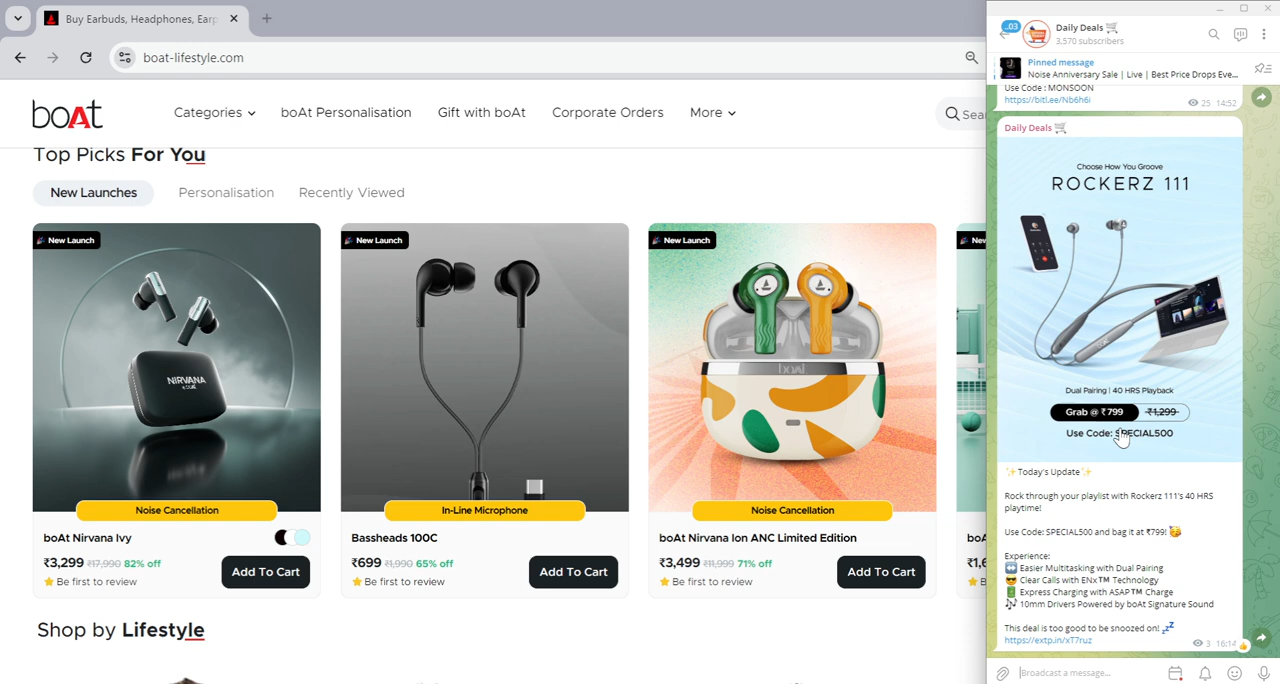 Buy Earbuds, Headphones, Earp
boat-lifestyle.com
boAt
Categories
boAt Personalisation
Gift with boAt
Corporate Orders
More
Sea
Top Picks For You
New Launches
Personalisation
Recently Viewed
New Launch
NIRVANA
Noise Cancellation
boAt Nirvana Ivy
₹3,299 ₹17,990 82% off
Be first to review
Add To Cart
New Launch
In-Line Microphone
Bassheads 100C
₹699 ₹1,990 65% off
Be first to review
Add To Cart
New Launch
boAt
Noise Cancellation
boAt Nirvana Ion ANC Limited Edition
₹3,499 ₹11,999 71% off
Be first to review
Add To Cart
New
boA
₹1,6
Shop by Lifestyle
..03
Daily Deals 🛒
3,570 subscribers
Pinned message
Noise Anniversary Sale | Live | Best Price Drops Eve...
Use Code : MONSOON
https://bitl.ee/Nb6h6i
25 14:52
Daily Deals 🛒
Choose How You Groove
ROCKERZ 111
Dual Pairing | 40 HRS Playback
Grab @ ₹799 ₹1,299
Use Code: SPECIAL500
✨Today's Update✨
Rock through your playlist with Rockerz 111's 40 HRS
playtime!
Use Code: SPECIAL500 and bag it at ₹799! 🥳
Experience:
↔️ Easier Multitasking with Dual Pairing
😎 Clear Calls with ENx™ Technology
🔋 Express Charging with ASAP™ Charge
🎶 10mm Drivers Powered by boAt Signature Sound
This deal is too good to be snoozed on! 💤
https://extp.in/xT7ruz
3 16:14
Broadcast a message...